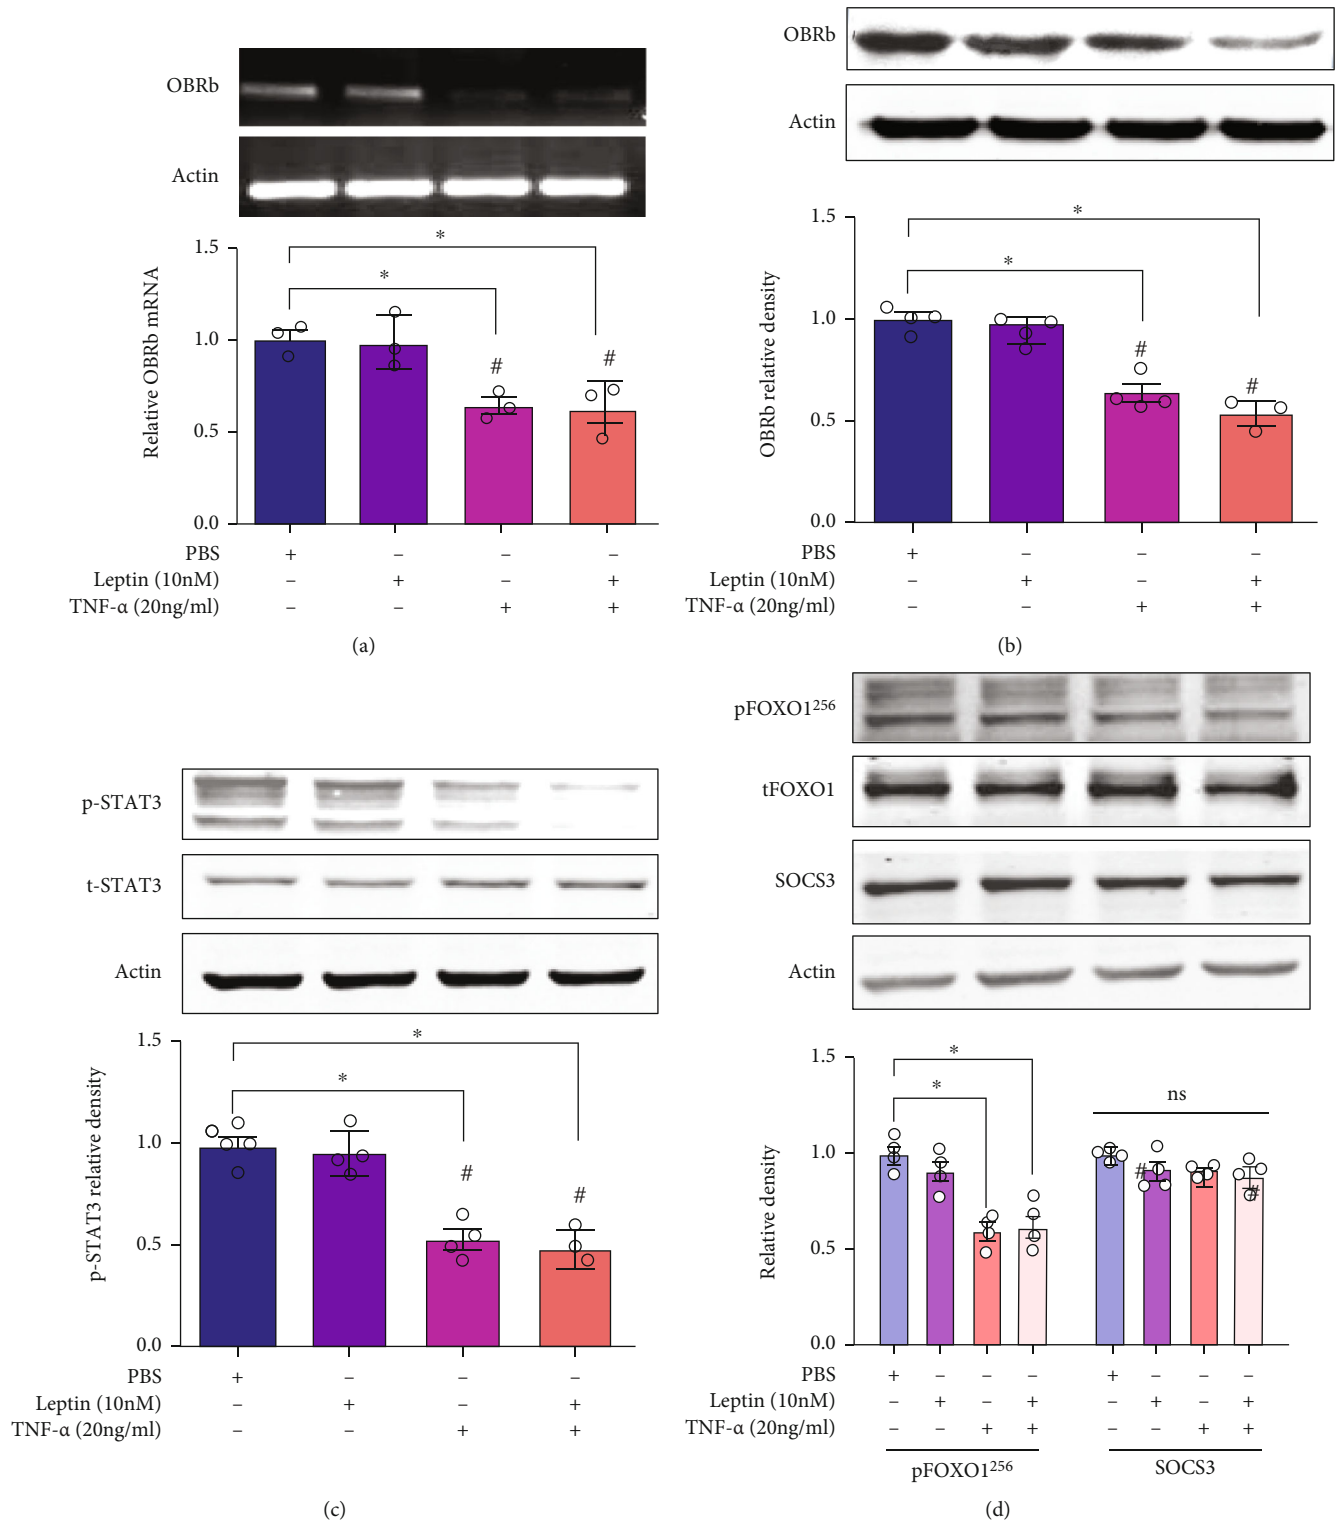 OBRb
Actin
Relative OBRb mRNA
1.5
1.0
0.5
0.0
*
*
#
#
PBS + – – –
Leptin (10nM) – + – +
TNF-α (20ng/ml) – – + +
(a)
OBRb
Actin
OBRb relative density
1.5
1.0
0.5
0.0
*
*
#
#
PBS + – – –
Leptin (10nM) – + – +
TNF-α (20ng/ml) – – + +
(b)
p-STAT3
t-STAT3
Actin
p-STAT3 relative density
1.5
1.0
0.5
0.0
*
*
#
#
PBS + – – –
Leptin (10nM) – + – +
TNF-α (20ng/ml) – – + +
(c)
pFOXO1²⁵⁶
tFOXO1
SOCS3
Actin
Relative density
1.5
1.0
0.5
0.0
*
*
ns
#
#
PBS + – – – + – – –
Leptin (10nM) – + – + – + – +
TNF-α (20ng/ml) – – + + – – + +
pFOXO1²⁵⁶ SOCS3
(d)